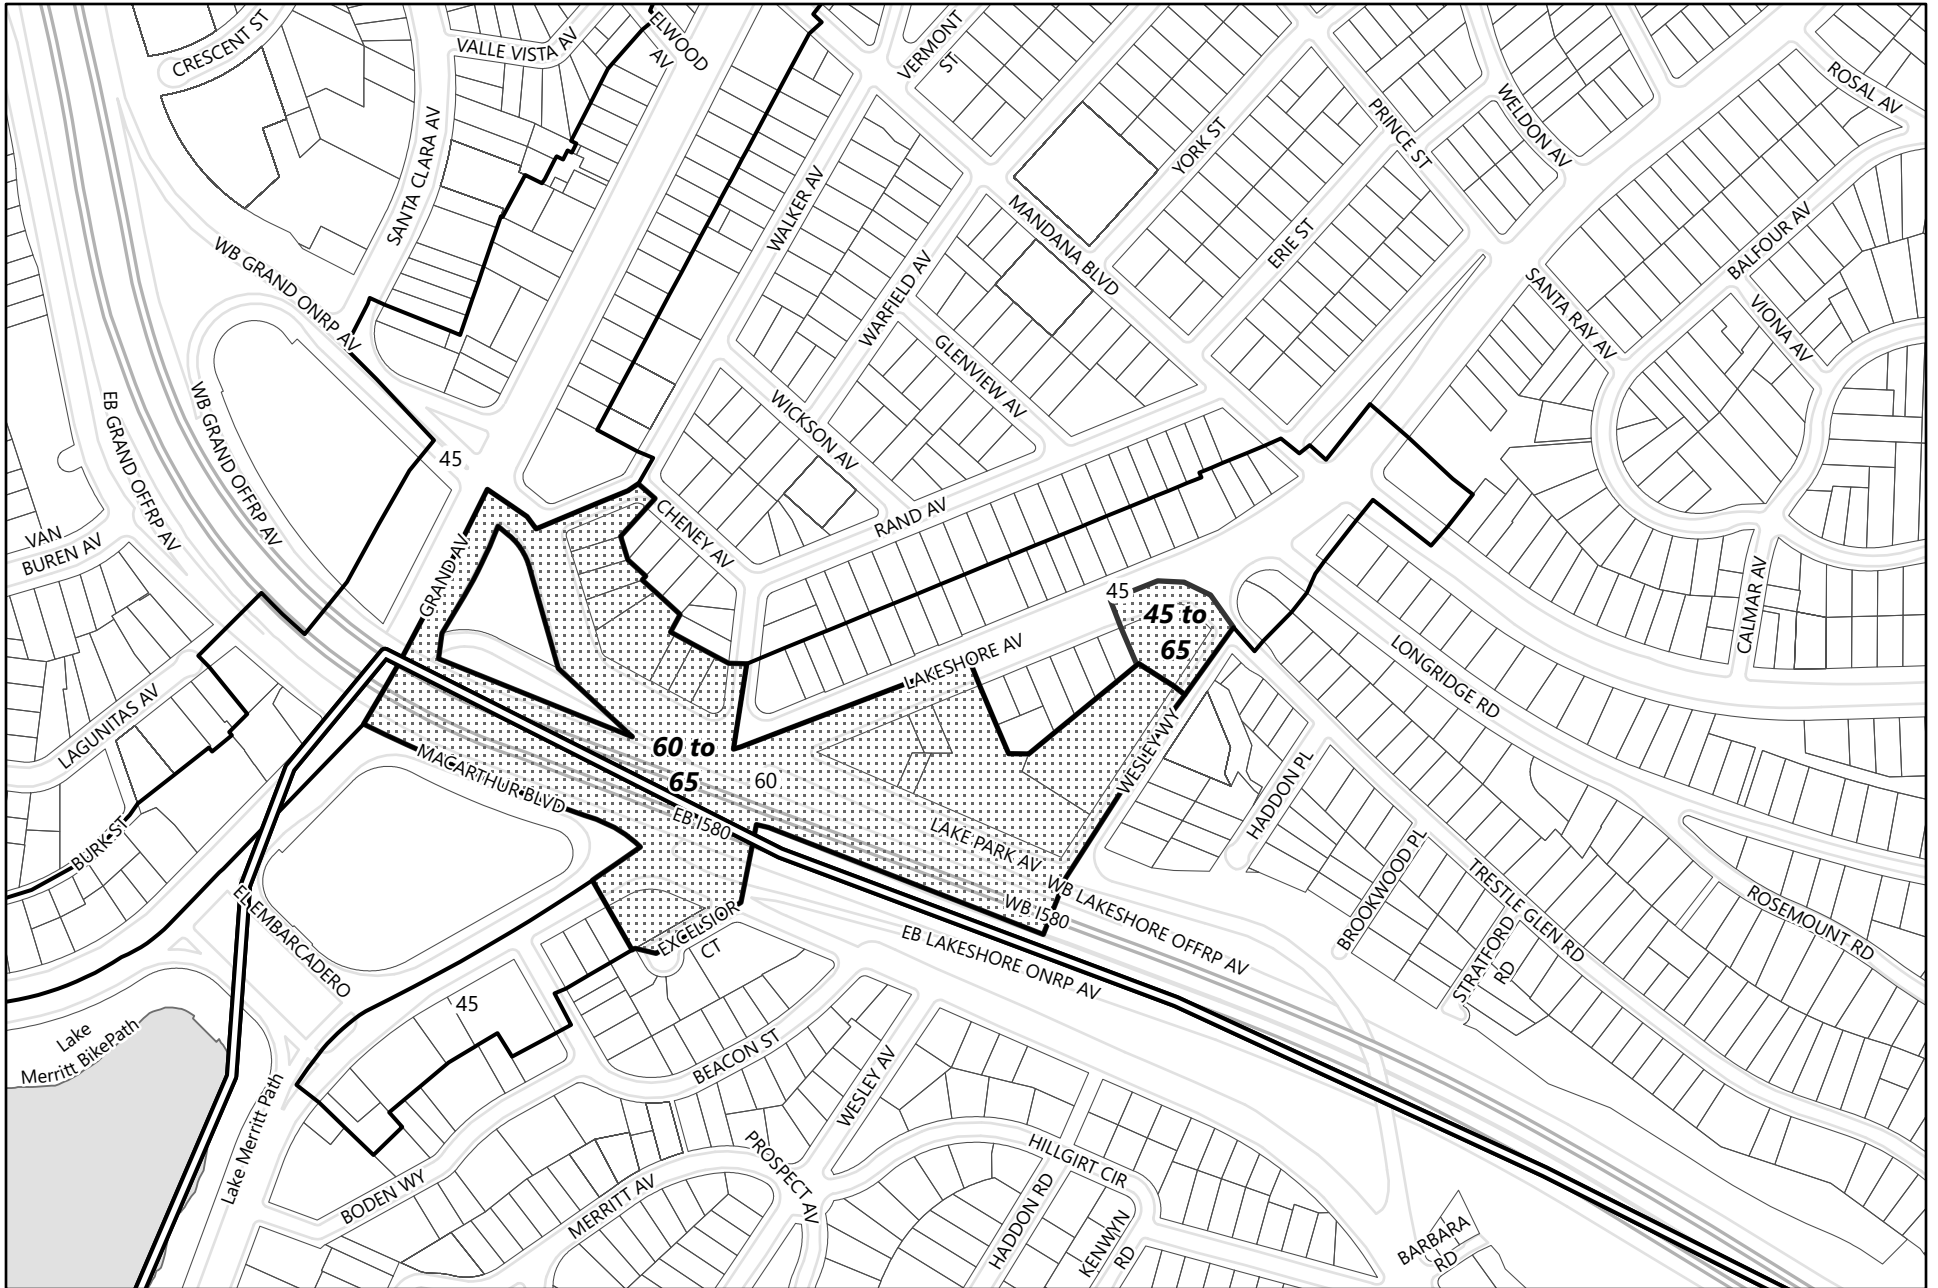 CRESCENT ST
VALLE VISTA AV
ELWOOD
AV
VERMONT
ST
ROSAL AV
WELDON AV
PRINCE ST
YORK ST
SANTA CLARA AV
WALKER AV
MANDANA BLVD
ERIE ST
BALFOUR AV
WB GRAND ONRP AV
WARFIELD AV
SANTA RAY AV
VIONA AV
GLENVIEW AV
EB GRAND OFFRP AV
WB GRAND OFFRP AV
WICKSON AV
45
VAN
BUREN AV
CHENEY AV
RAND AV
GRAND AV
45
45 to
65
CALMAR AV
LONGRIDGE RD
LAKESHORE AV
LAGUNITAS AV
60 to
65
60
MACARTHUR BLVD
EB I580
WESLEY WY
HADDON PL
LAKE PARK AV
BURK ST
EL EMBARCADERO
WB I580
WB LAKESHORE OFFRP AV
EB LAKESHORE ONRP AV
EXCELSIOR
CT
BROOKWOOD PL
TRESTLE GLEN RD
STRATFORD
RD
ROSEMOUNT RD
45
Lake
Merritt BikePath
Lake Merritt Path
BEACON ST
WESLEY AV
PROSPECT
AV
HILLGIRT CIR
BODEN WY
MERRITT AV
HADDON RD
KENWYN
RD
BARBARA
RD